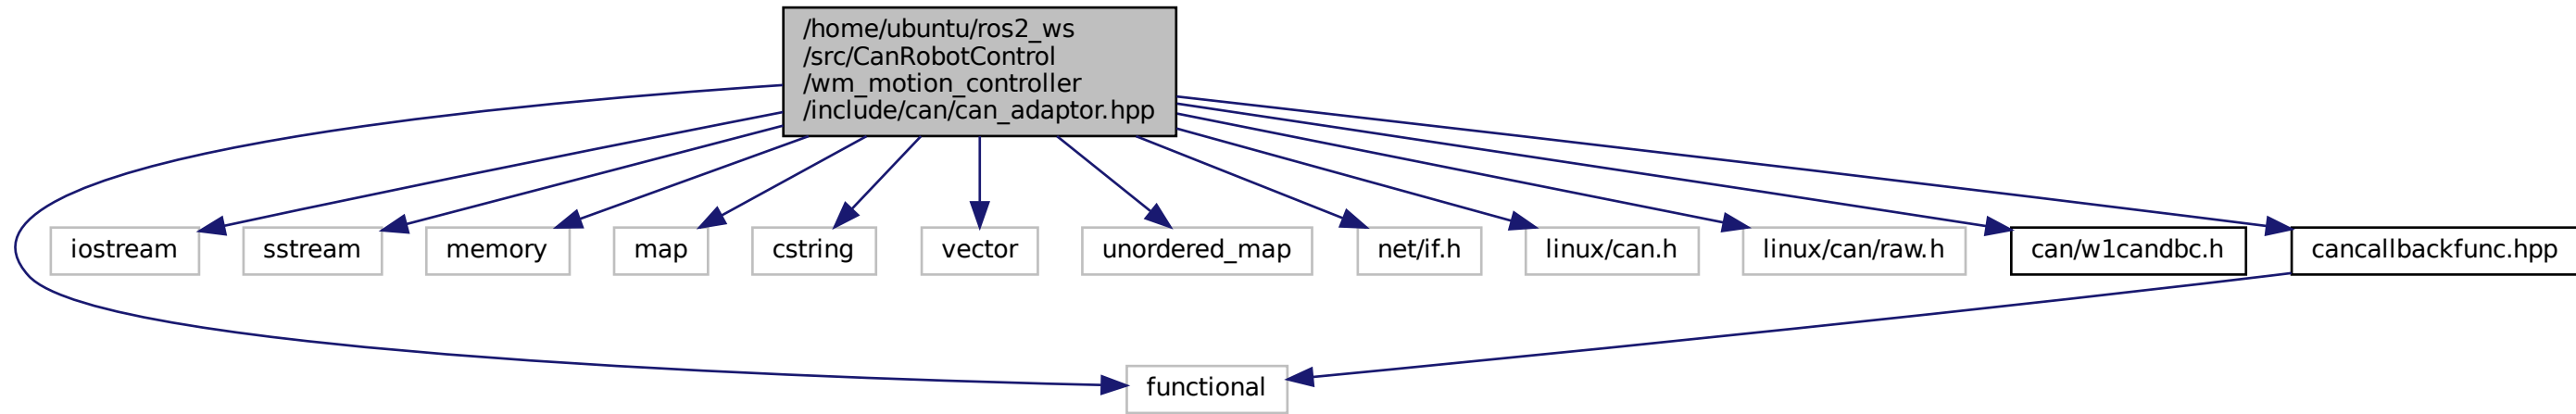 /home/ubuntu/ros2_ws
/src/CanRobotControl
/wm_motion_controller
/include/can/can_adaptor.hpp
iostream
sstream
memory
map
cstring
vector
unordered_map
net/if.h
linux/can.h
linux/can/raw.h
can/w1candbc.h
cancallbackfunc.hpp
functional